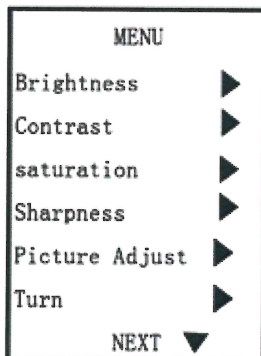 MENU
Brightness
Contrast
saturation
Sharpness
Picture Adjust
Turn
NEXT